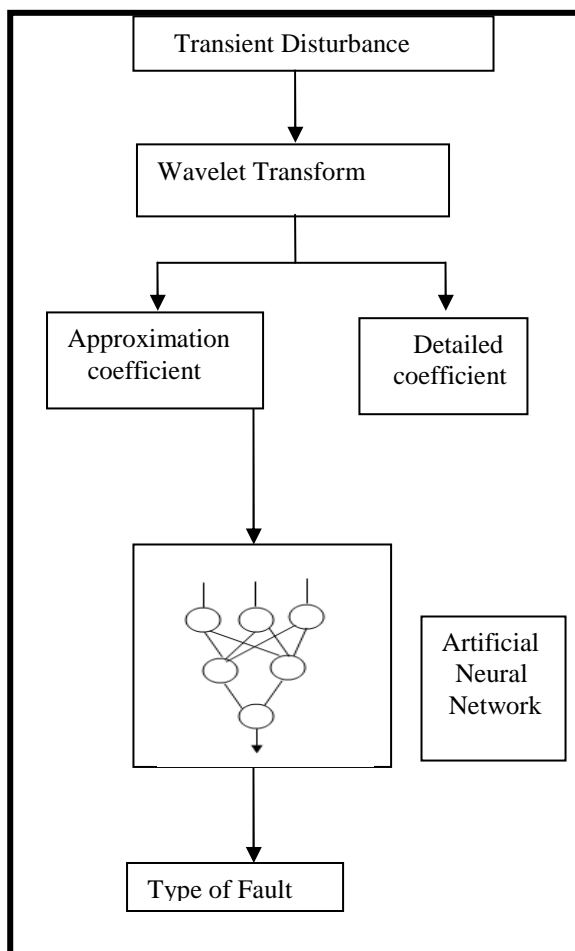 Transient Disturbance
Wavelet Transform
Approximation
coefficient
Detailed
coefficient
Artificial
Neural
Network
Type of Fault